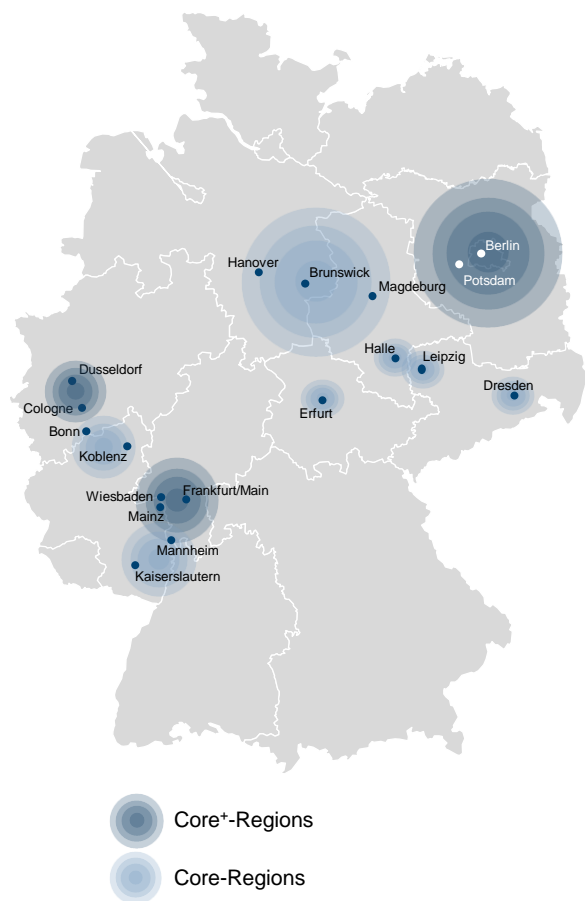 Berlin
Hanover
Brunswick
Potsdam
Magdeburg
Halle
Leipzig
Dusseldorf
Dresden
Cologne
Erfurt
Bonn
Koblenz
Wiesbaden
Frankfurt/Main
Mainz
Mannheim
Kaiserslautern
Core⁺-Regions
Core-Regions